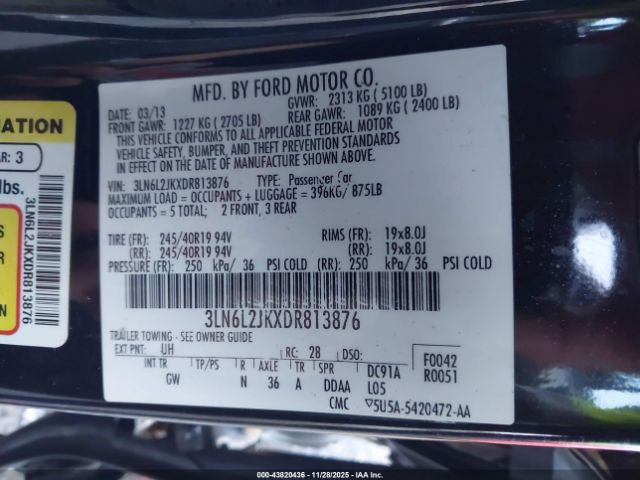 MFD. BY FORD MOTOR CO.
DATE: 03/13 GVWR: 2313 KG ( 5100 LB)
FRONT GAWR: 1227 KG ( 2705 LB) REAR GAWR: 1089 KG ( 2400 LB)
THIS VEHICLE CONFORMS TO ALL APPLICABLE FEDERAL MOTOR
VEHICLE SAFETY, BUMPER, AND THEFT PREVENTION STANDARDS
IN EFFECT ON THE DATE OF MANUFACTURE SHOWN ABOVE.
VIN: 3LN6L2JKXDR813876 TYPE: Passenger Car
MAXIMUM LOAD = OCCUPANTS + LUGGAGE = 396KG/ 875LB
OCCUPANTS = 5 TOTAL; 2 FRONT, 3 REAR
TIRE (FR): 245/40R19 94V RIMS (FR): 19x8.0J
(RR): 245/40R19 94V (RR): 19x8.0J
PRESSURE (FR): 250 kPa/ 36 PSI COLD (RR): 250 kPa/ 36 PSI COLD
3LN6L2JKXDR813876
TRAILER TOWING - SEE OWNER GUIDE
EXT PNT: UH RC: 28 DSO: F0042
INT TR TP/PS R AXLE TR SPR DC91A R0051
GW N 36 A DDAA L05
CMC 5U5A-5420472-AA
MATION
AR: 3
lbs.
3LN6L2JKXDR813876
000-43820436 | 11/28/2025 | IAAI.COM